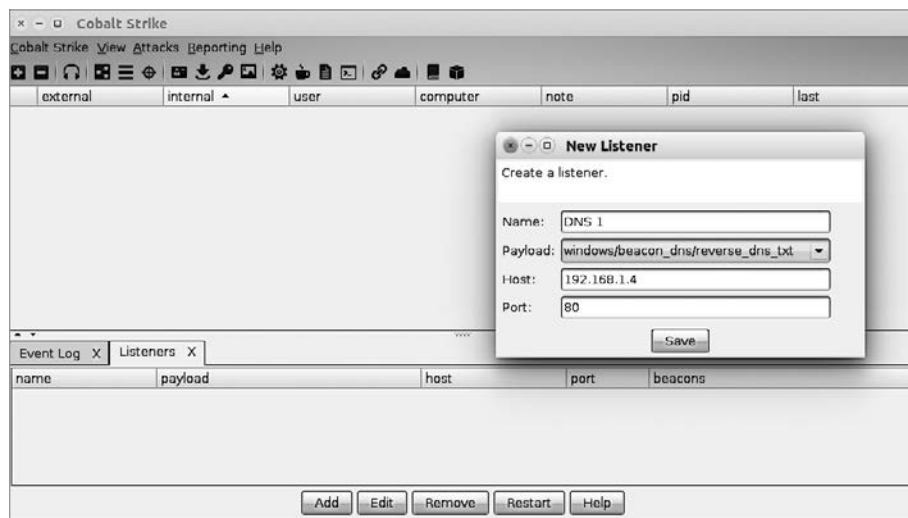 Cobalt Strike
Cobalt Strike View Attacks Reporting Help
external internal user computer note pid last
New Listener
Create a listener.
Name: DNS 1
Payload: windows/beacon_dns/reverse_dns_txt
Host: 192.168.1.4
Port: 80
Save
Event Log X Listeners X
name payload host port beacons
Add Edit Remove Restart Help